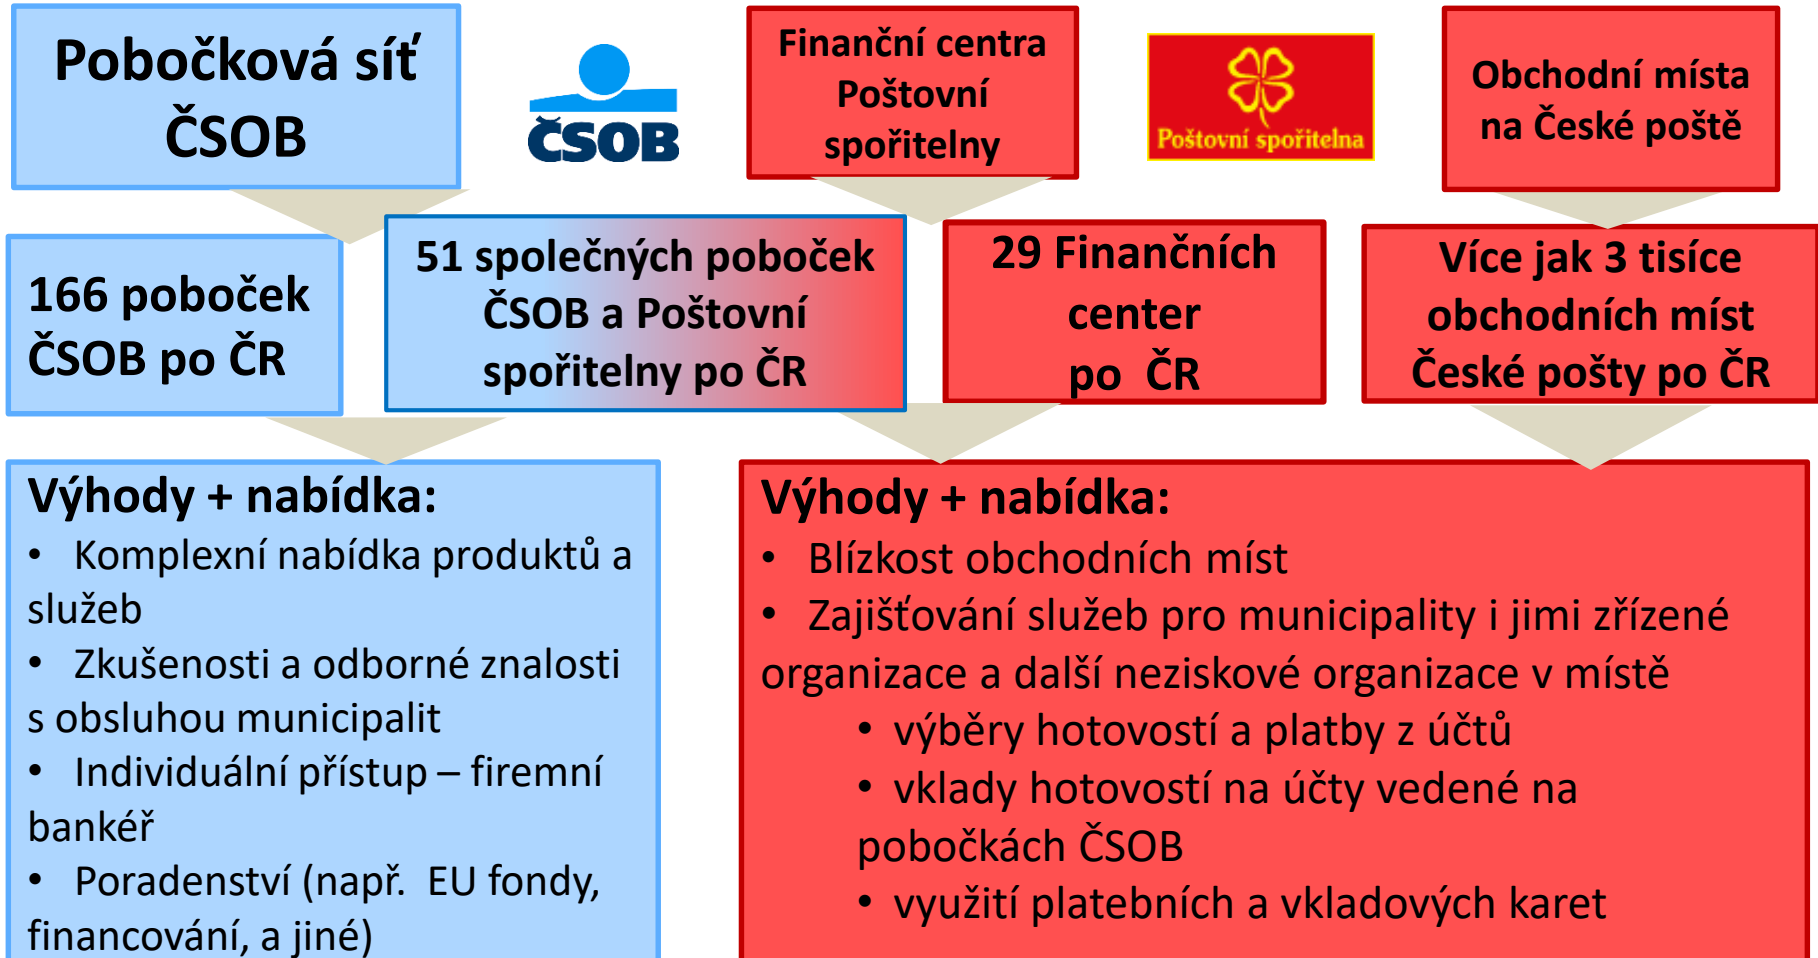 Pobočková síť
ČSOB
ČSOB
Finanční centra
Poštovní
spořitelny
Poštovní spořitelna
Obchodní místa
na České poště
166 poboček
ČSOB po ČR
51 společných poboček
ČSOB a Poštovní
spořitelny po ČR
29 Finančních
center
po ČR
Více jak 3 tisíce
obchodních míst
České pošty po ČR
Výhody + nabídka:
• Komplexní nabídka produktů a
služeb
• Zkušenosti a odborné znalosti
s obsluhou municipalit
• Individuální přístup – firemní
bankéř
• Poradenství (např. EU fondy,
financování, a jiné)
Výhody + nabídka:
• Blízkost obchodních míst
• Zajišťování služeb pro municipality i jimi zřízené
organizace a další neziskové organizace v místě
• výběry hotovostí a platby z účtů
• vklady hotovostí na účty vedené na
pobočkách ČSOB
• využití platebních a vkladových karet